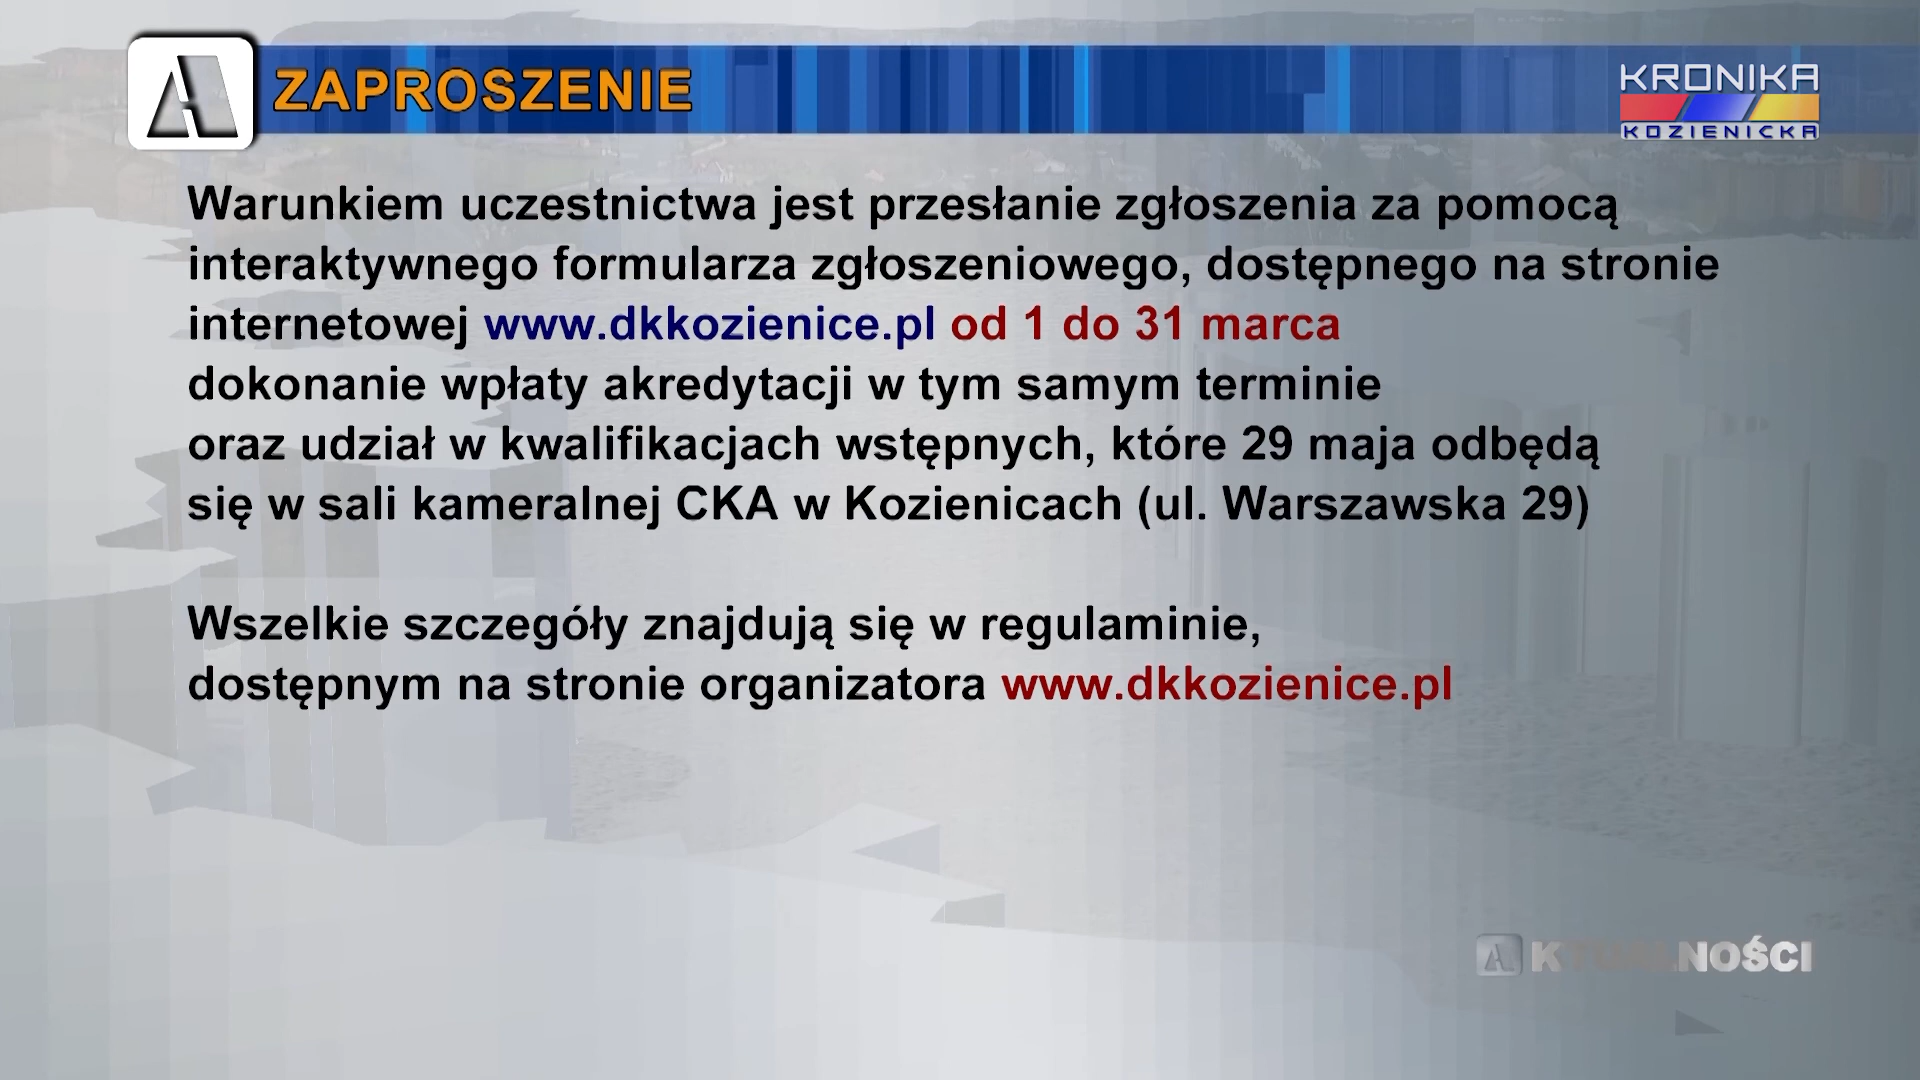 ZAPROSZENIE
KRONIKA
KOZIENICKA
Warunkiem uczestnictwa jest przesłanie zgłoszenia za pomocą
interaktywnego formularza zgłoszeniowego, dostępnego na stronie
internetowej www.dkkozienice.pl od 1 do 31 marca
dokonanie wpłaty akredytacji w tym samym terminie
oraz udział w kwalifikacjach wstępnych, które 29 maja odbędą
się w sali kameralnej CKA w Kozienicach (ul. Warszawska 29)
Wszelkie szczegóły znajdują się w regulaminie,
dostępnym na stronie organizatora www.dkkozienice.pl
AKTUALNOŚCI